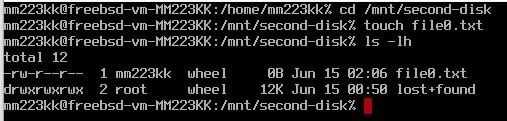 mm223kk@freebsd-vm-MM223KK:/home/mm223kk% cd /mnt/second-disk
mm223kk@freebsd-vm-MM223KK:/mnt/second-disk% touch file0.txt
mm223kk@freebsd-vm-MM223KK:/mnt/second-disk% ls -lh
total 12
-rw-r--r--  1 mm223kk  wheel     0B Jun 15 02:06 file0.txt
drwxrwxrwx  2 root     wheel    12K Jun 15 00:50 lost+found
mm223kk@freebsd-vm-MM223KK:/mnt/second-disk%